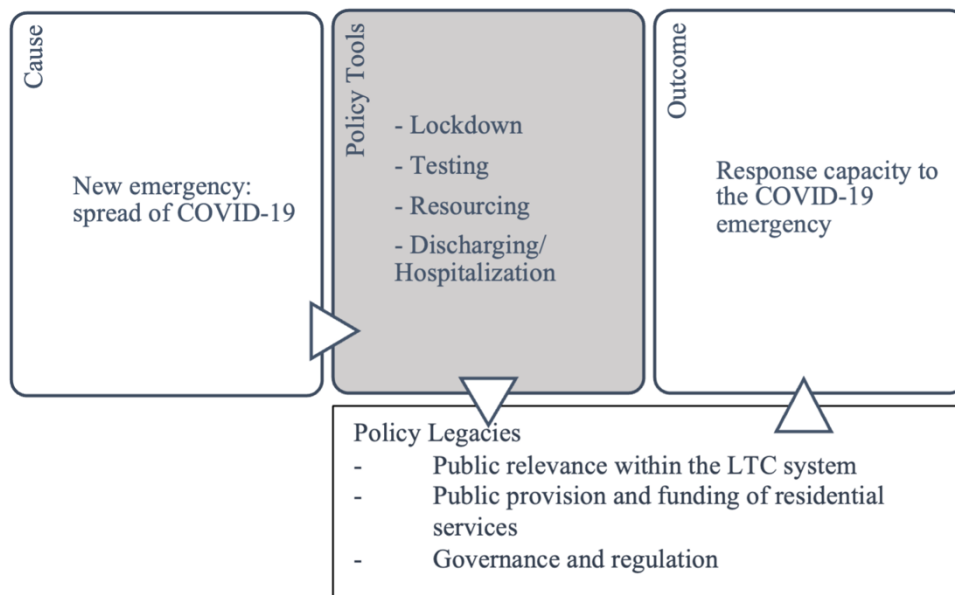 Cause
New emergency:
spread of COVID-19
Policy Tools
- Lockdown
- Testing
- Resourcing
- Discharging/
Hospitalization
Outcome
Response capacity to
the COVID-19
emergency
Policy Legacies
- Public relevance within the LTC system
- Public provision and funding of residential
services
- Governance and regulation